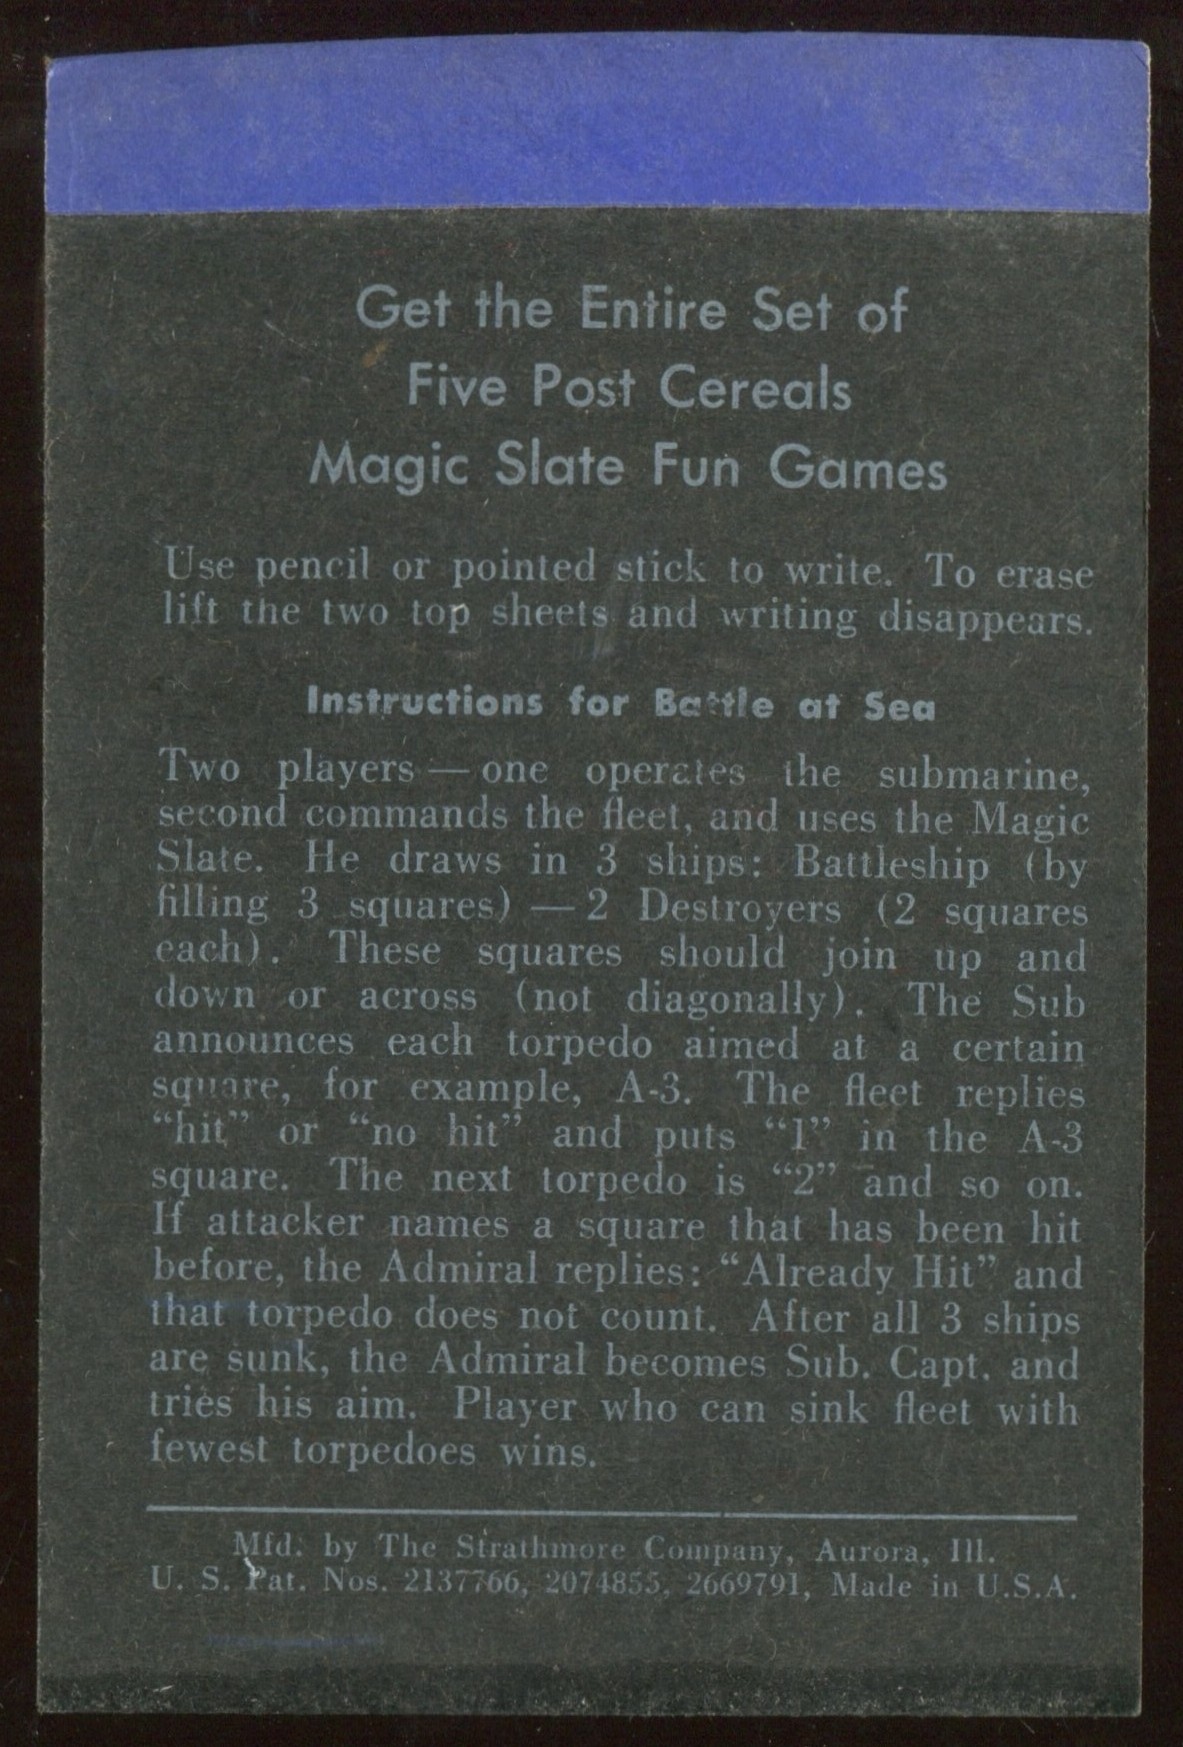 Get the Entire Set of
Five Post Cereals
Magic Slate Fun Games
Use pencil or pointed stick to write. To erase
lift the two top sheets and writing disappears.
Instructions for Battle at Sea
Two players — one operates the submarine,
second commands the fleet, and uses the Magic
Slate. He draws in 3 ships: Battleship (by
filling 3 squares) — 2 Destroyers (2 squares
each). These squares should join up and
down or across (not diagonally). The Sub
announces each torpedo aimed at a certain
square, for example, A-3. The fleet replies
“hit” or “no hit” and puts “1” in the A-3
square. The next torpedo is “2” and so on.
If attacker names a square that has been hit
before, the Admiral replies: “Already Hit” and
that torpedo does not count. After all 3 ships
are sunk, the Admiral becomes Sub. Capt. and
tries his aim. Player who can sink fleet with
fewest torpedoes wins.
Mfd. by The Strathmore Company, Aurora, Ill.
U. S. Pat. Nos. 2137766, 2074855, 2669791, Made in U.S.A.